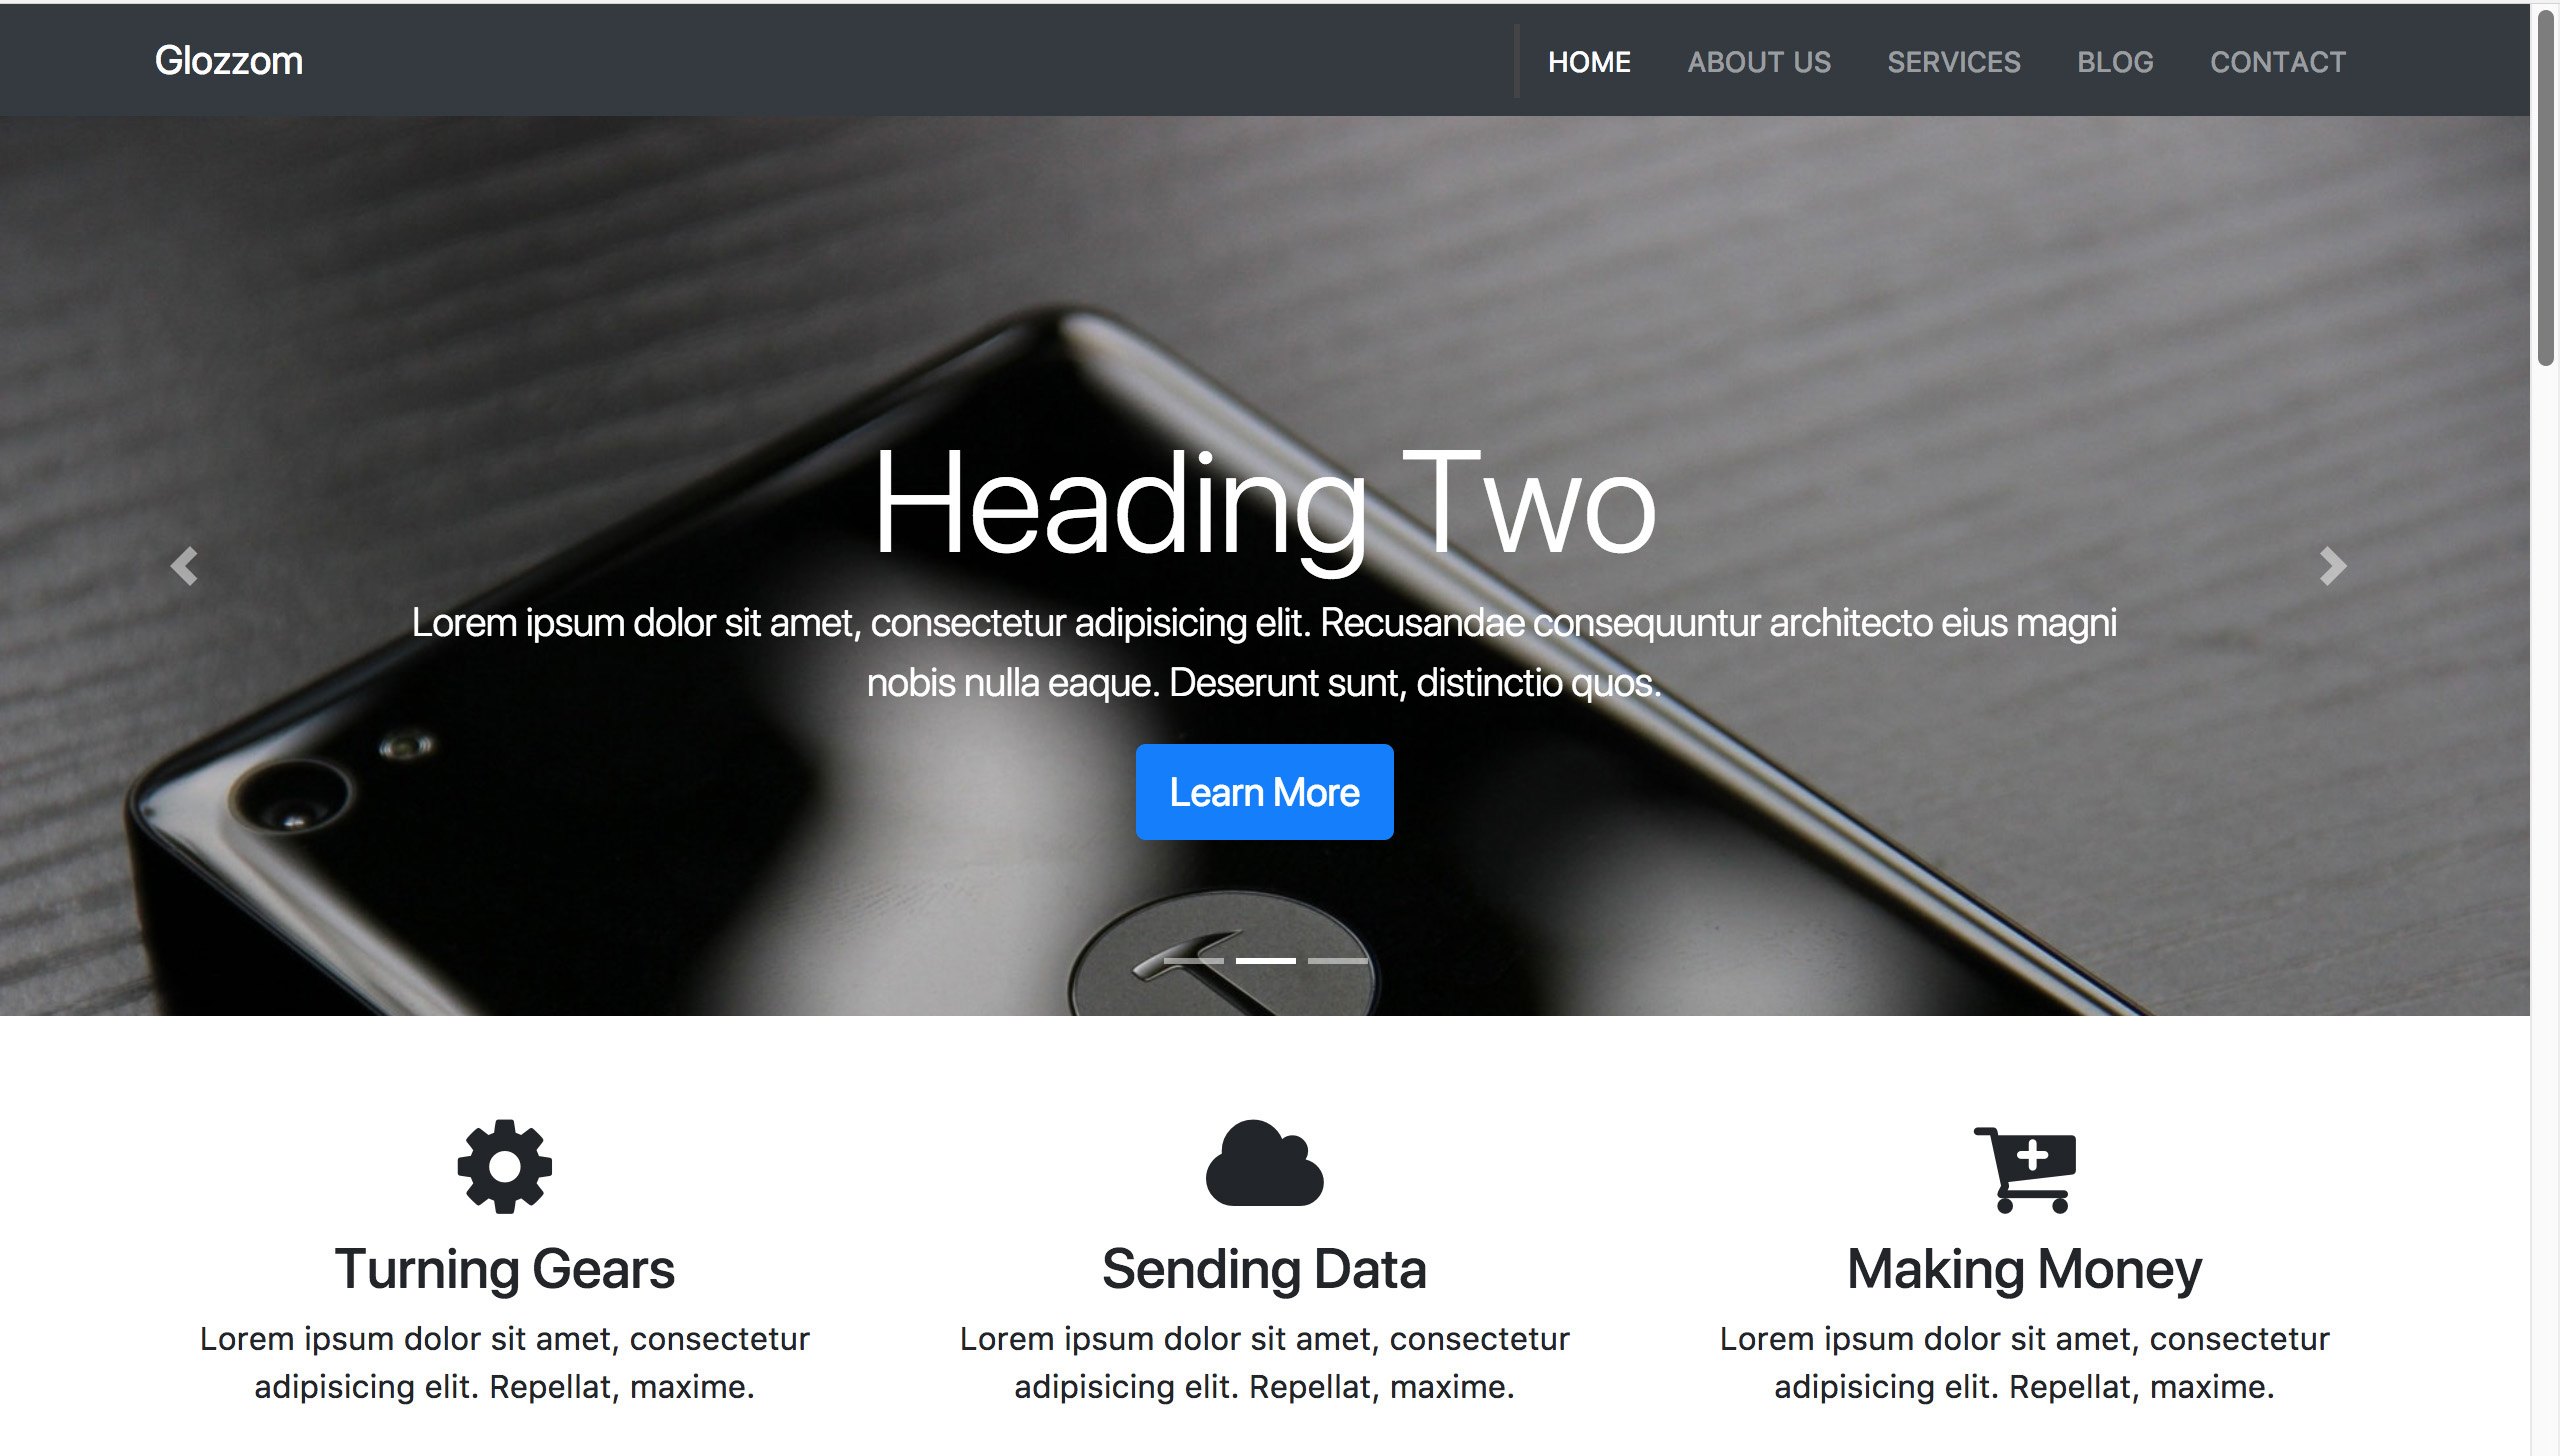 Glozzom
HOME ABOUT US SERVICES BLOG CONTACT
Heading Two
Lorem ipsum dolor sit amet, consectetur adipisicing elit. Recusandae consequuntur architecto eius magni
nobis nulla eaque. Deserunt sunt, distinctio quos.
Learn More
Turning Gears
Lorem ipsum dolor sit amet, consectetur
adipisicing elit. Repellat, maxime.
Sending Data
Lorem ipsum dolor sit amet, consectetur
adipisicing elit. Repellat, maxime.
Making Money
Lorem ipsum dolor sit amet, consectetur
adipisicing elit. Repellat, maxime.